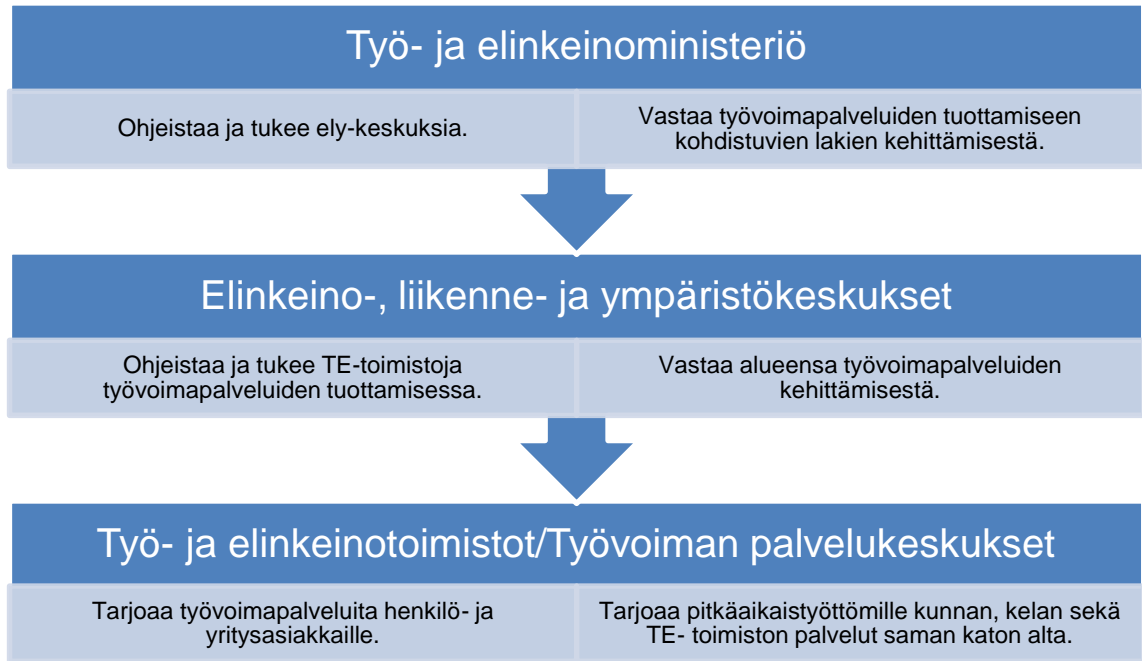 Työ- ja elinkeinoministeriö
Ohjeistaa ja tukee ely-keskuksia.
Vastaa työvoimapalveluiden tuottamiseen
kohdistuvien lakien kehittämisestä.
Elinkeino-, liikenne- ja ympäristökeskukset
Ohjeistaa ja tukee TE-toimistoja
työvoimapalveluiden tuottamisessa.
Vastaa alueensa työvoimapalveluiden
kehittämisestä.
Työ- ja elinkeinotoimistot/Työvoiman palvelukeskukset
Tarjoaa työvoimapalveluita henkilö- ja
yritysasiakkaille.
Tarjoaa pitkäaikaistyöttömille kunnan, kelan sekä
TE- toimiston palvelut saman katon alta.